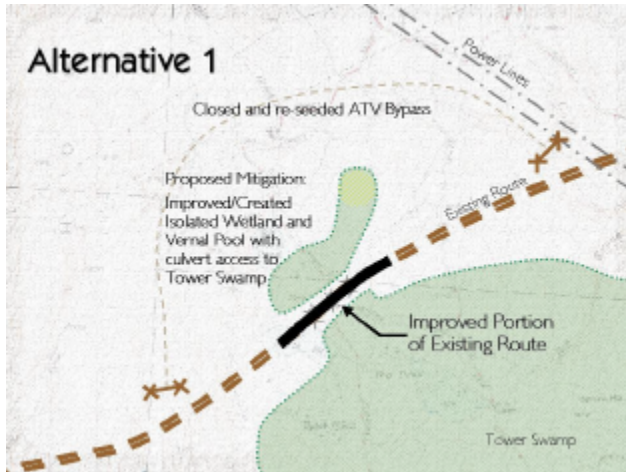 Alternative 1
Power Lines
Closed and re-seeded ATV Bypass
Proposed Mitigation:
Improved/Created
Isolated Wetland and
Vernal Pool with
culvert access to
Tower Swamp
Existing Route
Improved Portion
of Existing Route
Tower Swamp